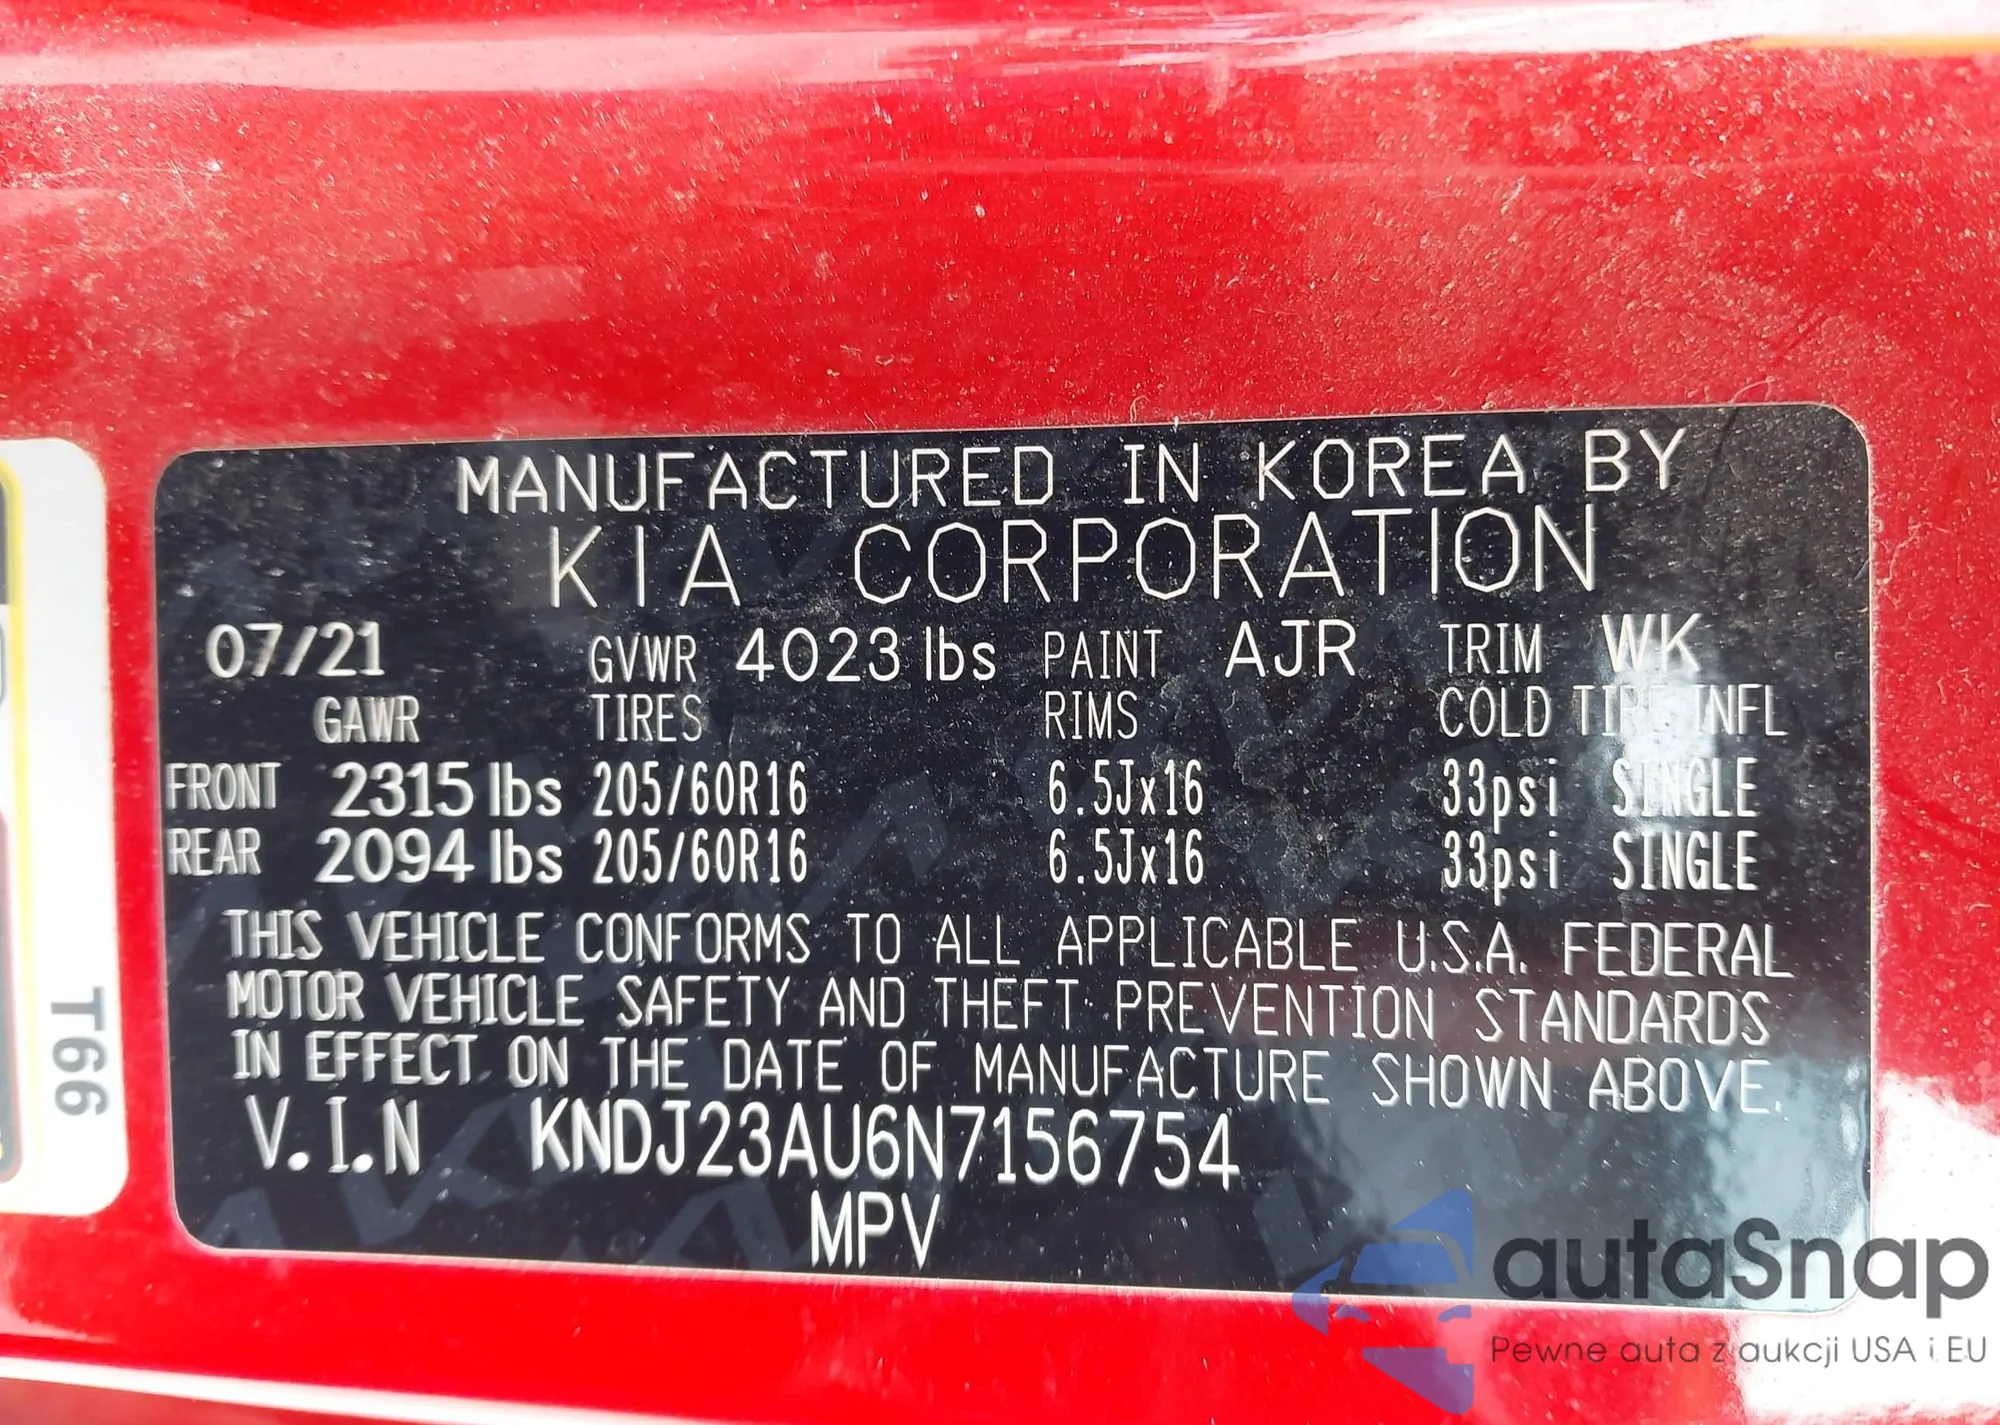 MANUFACTURED IN KOREA BY
KIA CORPORATION
07/21 GVWR 4023 lbs PAINT AJR TRIM WK
GAWR TIRES RIMS COLD TIRE INFL
FRONT 2315 lbs 205/60R16 6.5Jx16 33psi SINGLE
REAR 2094 lbs 205/60R16 6.5Jx16 33psi SINGLE
THIS VEHICLE CONFORMS TO ALL APPLICABLE U.S.A. FEDERAL
MOTOR VEHICLE SAFETY AND THEFT PREVENTION STANDARDS
IN EFFECT ON THE DATE OF MANUFACTURE SHOWN ABOVE.
V.I.N KNDJ23AU6N7156754
MPV
T66
autaSnap
Pewne auta z aukcji USA i EU